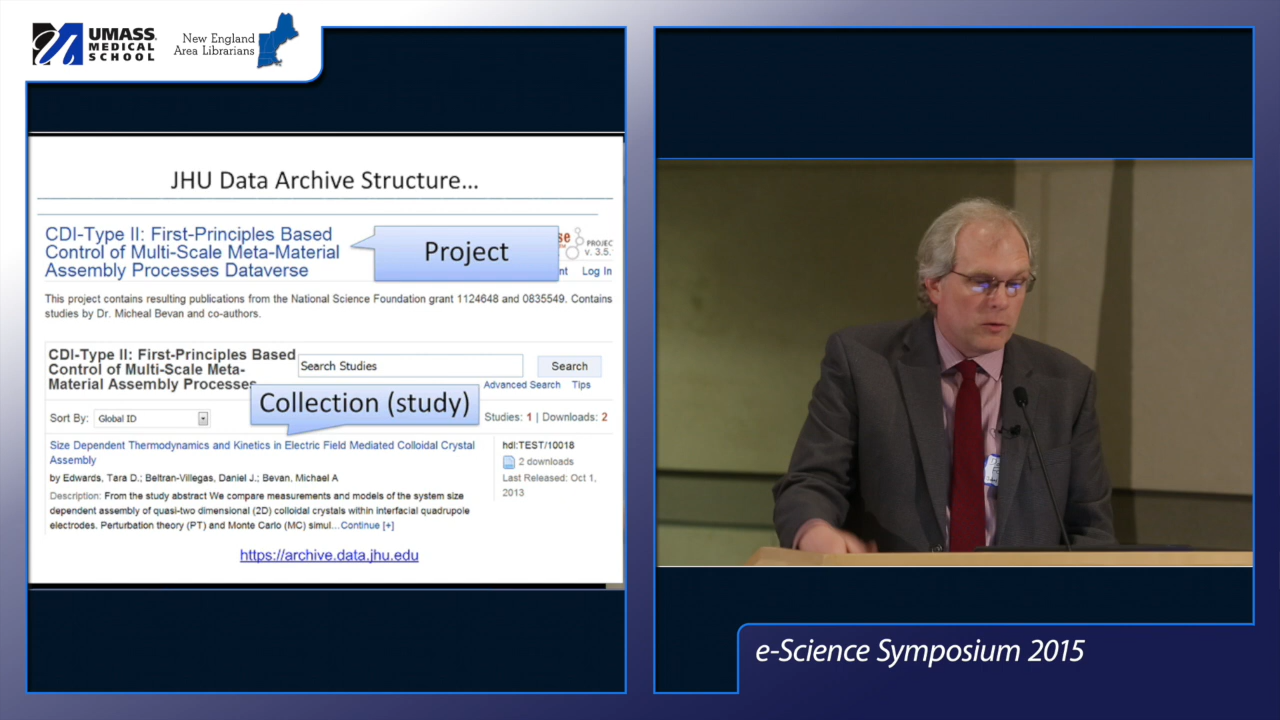 UMASS
MEDICAL
SCHOOL
New England
Area Librarians
JHU Data Archive Structure...
CDI-Type II: First-Principles Based
Control of Multi-Scale Meta-Material
Assembly Processes Dataverse
Project
se
PROJEC
v. 3.5.
nt Log In
This project contains resulting publications from the National Science Foundation grant 1124648 and 0835549. Contains
studies by Dr. Micheal Bevan and co-authors.
CDI-Type II: First-Principles Based
Control of Multi-Scale Meta-
Material Assembly Processes
Search Studies
Search
Advanced Search Tips
Collection (study)
Sort By: Global ID
Studies: 1 | Downloads: 2
Size Dependent Thermodynamics and Kinetics in Electric Field Mediated Colloidal Crystal
Assembly
by Edwards, Tara D.; Beltran-Villegas, Daniel J.; Bevan, Michael A
Description: From the study abstract We compare measurements and models of the system size
dependent assembly of quasi-two dimensional (2D) colloidal crystals within interfacial quadrupole
electrodes. Perturbation theory (PT) and Monte Carlo (MC) simul...Continue [+]
hdl:TEST/10018
2 downloads
Last Released: Oct 1,
2013
https://archive.data.jhu.edu
e-Science Symposium 2015